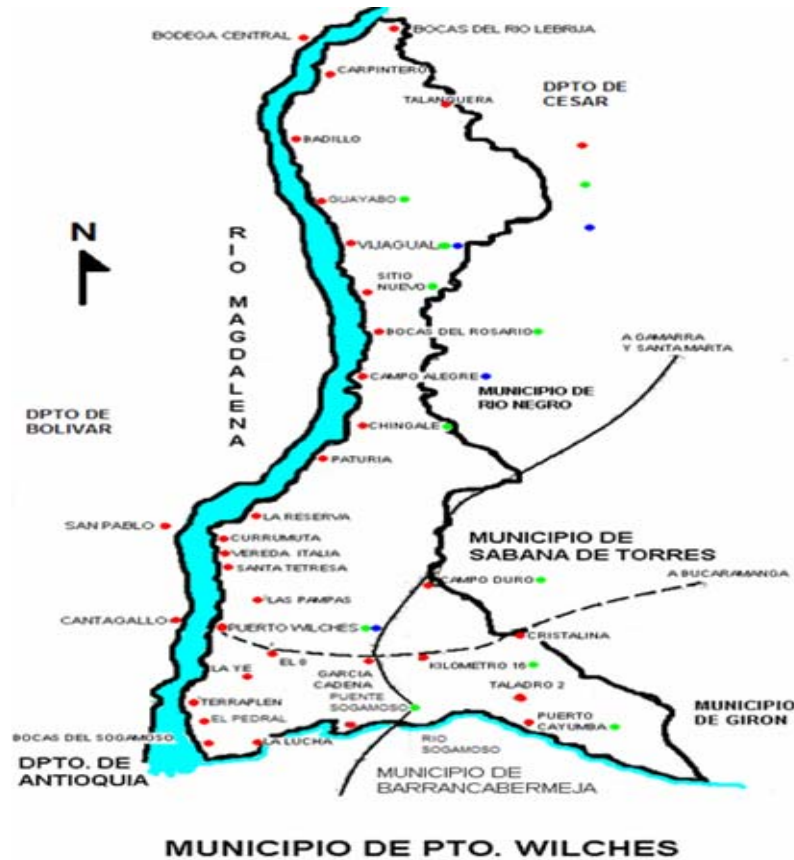 BODEGA CENTRAL
BOCAS DEL RIO LEBRIJA
CARPINTERO
TALANQUERA
DPTO DE
CESAR
BADILLO
GUAYABO
N
RIO MAGDALENA
VIJAGUAL
SITIO
NUEVO
BOCAS DEL ROSARIO
A GAMARRA
Y SANTA MARTA
CAMPO ALEGRE
MUNICIPIO DE
RIO NEGRO
DPTO DE
BOLIVAR
CHINGALE
PATURIA
LA RESERVA
SAN PABLO
CURRUMUTA
VEREDA ITALIA
SANTA TETRESA
MUNICIPIO DE
SABANA DE TORRES
CAMPO DURO
A BUCARAMANGA
LAS PAMPAS
CANTAGALLO
PUERTO WILCHES
CRISTALINA
LA YE
EL 8
GARCIA
CADENA
KILOMETRO 16
PUENTE
SOGAMOSO
TALADRO 2
TERRAPLEN
EL PEDRAL
MUNICIPIO
DE GIRON
PUERTO
CAYUMBA
BOCAS DEL SOGAMOSO
LA LUCHA
RIO
SOGAMOSO
DPTO. DE
ANTIOQUIA
MUNICIPIO DE
BARRANCABERMEJA
MUNICIPIO DE PTO. WILCHES